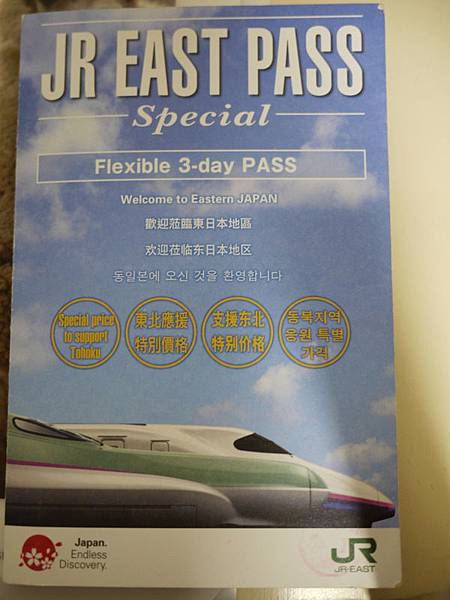 JR EAST PASS
Special
Flexible 3-day PASS
Welcome to Eastern JAPAN
歡迎蒞臨東日本地區
欢迎莅临东日本地区
동일본에 오신 것을 환영합니다
Special price
to support
Tohoku
東北應援
特別價格
支援东北
特别价格
동북지역
응원 특별
가격
Japan.
Endless
Discovery.
JR
JR-EAST